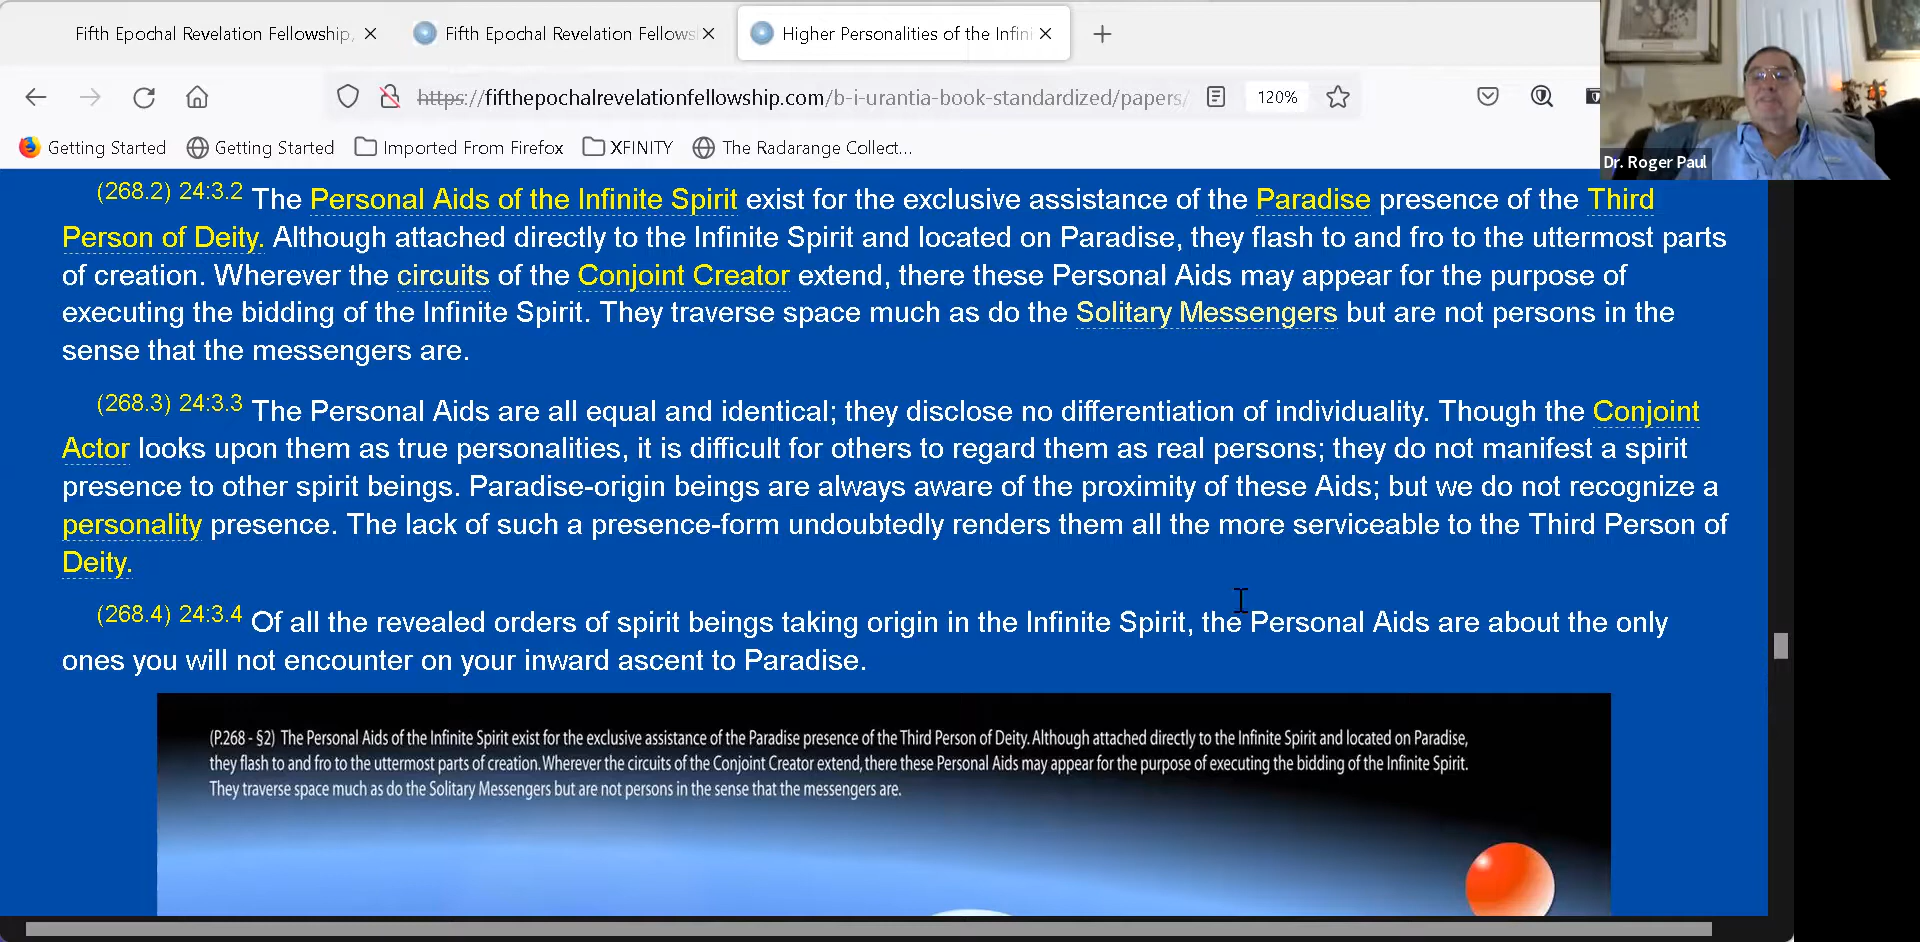 Fifth Epochal Revelation Fellowship,
Fifth Epochal Revelation Fellows
Higher Personalities of the Infini
https://fifthepochalrevelationfellowship.com/b-i-urantia-book-standardized/papers/
120%
Getting Started
Getting Started
Imported From Firefox
XFINITY
The Radarange Collect...
Dr. Roger Paul
(268.2) 24:3.2 The Personal Aids of the Infinite Spirit exist for the exclusive assistance of the Paradise presence of the Third
Person of Deity. Although attached directly to the Infinite Spirit and located on Paradise, they flash to and fro to the uttermost parts
of creation. Wherever the circuits of the Conjoint Creator extend, there these Personal Aids may appear for the purpose of
executing the bidding of the Infinite Spirit. They traverse space much as do the Solitary Messengers but are not persons in the
sense that the messengers are.
(268.3) 24:3.3 The Personal Aids are all equal and identical; they disclose no differentiation of individuality. Though the Conjoint
Actor looks upon them as true personalities, it is difficult for others to regard them as real persons; they do not manifest a spirit
presence to other spirit beings. Paradise-origin beings are always aware of the proximity of these Aids; but we do not recognize a
personality presence. The lack of such a presence-form undoubtedly renders them all the more serviceable to the Third Person of
Deity.
(268.4) 24:3.4 Of all the revealed orders of spirit beings taking origin in the Infinite Spirit, the Personal Aids are about the only
ones you will not encounter on your inward ascent to Paradise.
(P.268 - §2) The Personal Aids of the Infinite Spirit exist for the exclusive assistance of the Paradise presence of the Third Person of Deity. Although attached directly to the Infinite Spirit and located on Paradise,
they flash to and fro to the uttermost parts of creation. Wherever the circuits of the Conjoint Creator extend, there these Personal Aids may appear for the purpose of executing the bidding of the Infinite Spirit.
They traverse space much as do the Solitary Messengers but are not persons in the sense that the messengers are.